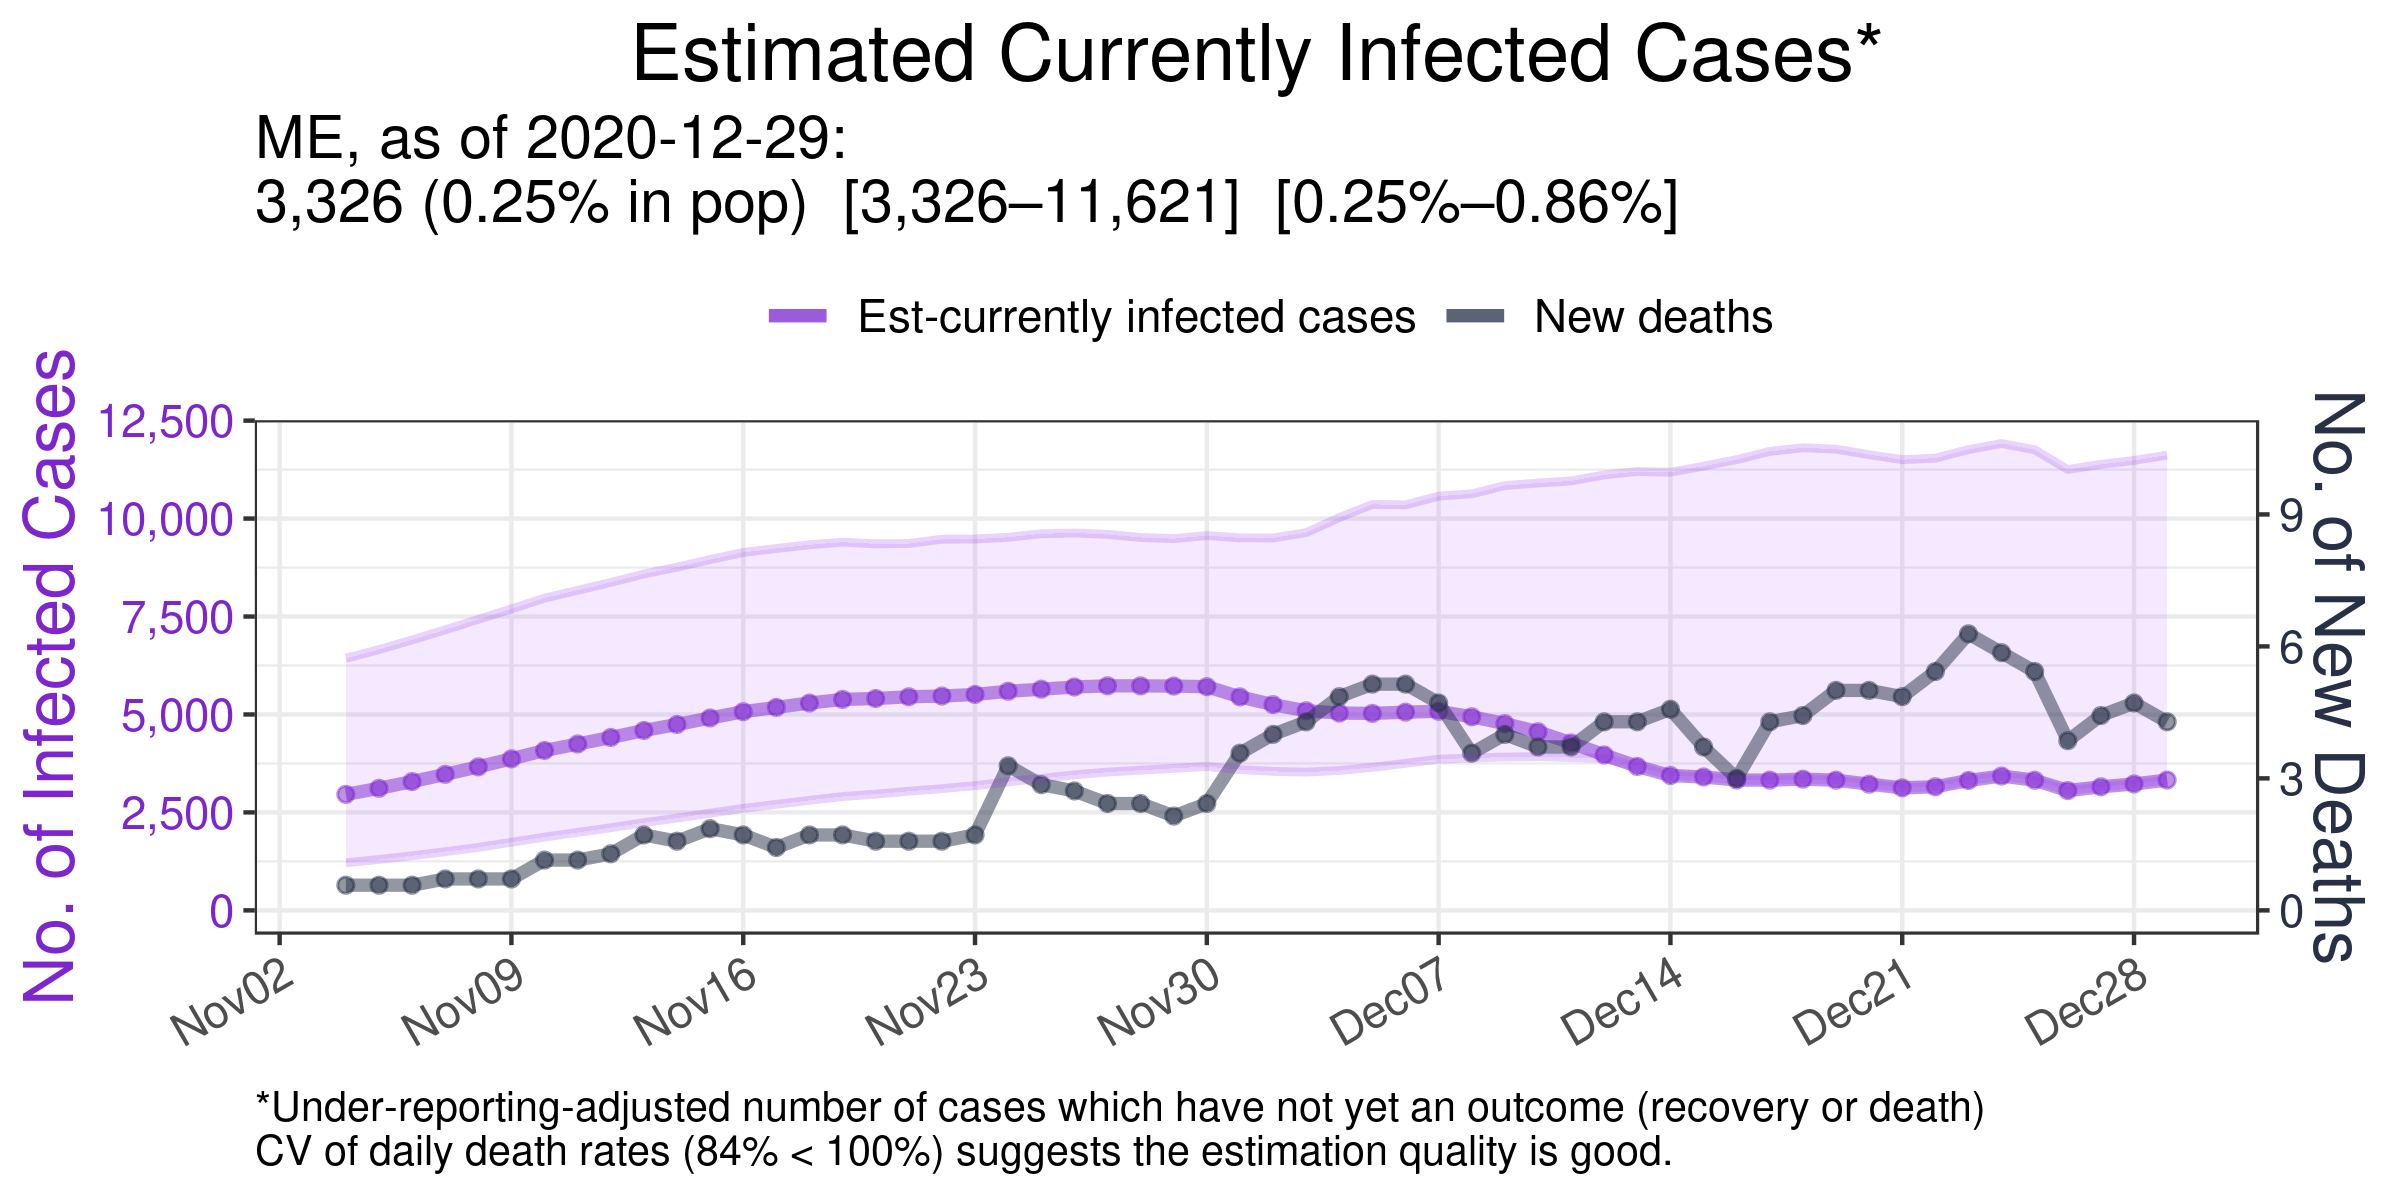 Estimated Currently Infected Cases*
ME, as of 2020-12-29:
3,326 (0.25% in pop) [3,326–11,621] [0.25%–0.86%]
Est-currently infected cases
New deaths
No. of Infected Cases
12,500
10,000
7,500
5,000
2,500
0
No. of New Deaths
9
6
3
0
Nov02
Nov09
Nov16
Nov23
Nov30
Dec07
Dec14
Dec21
Dec28
*Under-reporting-adjusted number of cases which have not yet an outcome (recovery or death)
CV of daily death rates (84% < 100%) suggests the estimation quality is good.